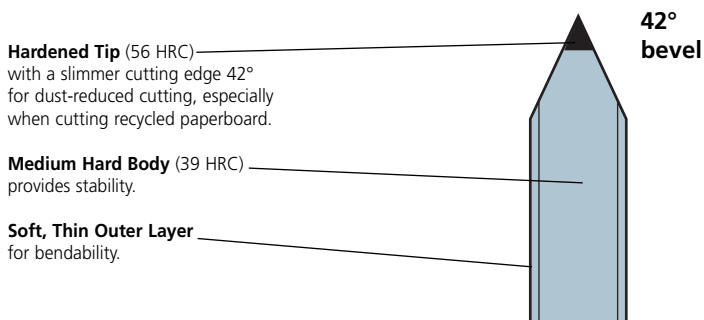 Hardened Tip (56 HRC)
with a slimmer cutting edge 42°
for dust-reduced cutting, especially
when cutting recycled paperboard.
Medium Hard Body (39 HRC)
provides stability.
Soft, Thin Outer Layer
for bendability.
42°
bevel